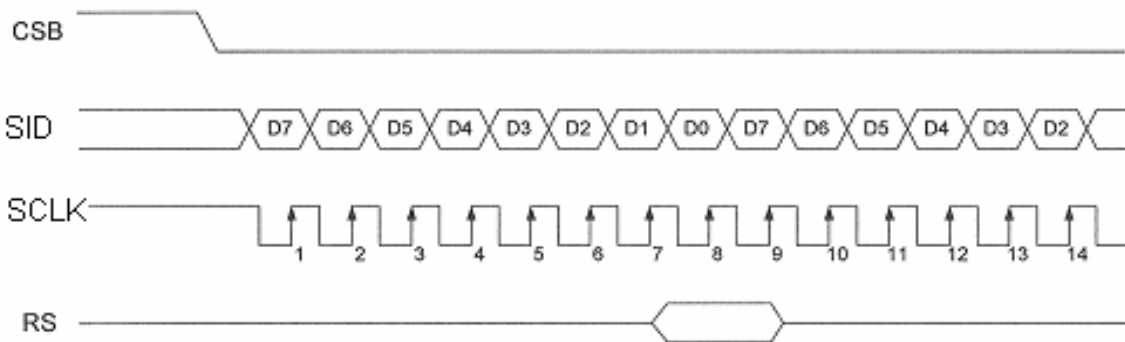 CSB
SID D7 D6 D5 D4 D3 D2 D1 D0 D7 D6 D5 D4 D3 D2
SCLK
1 2 3 4 5 6 7 8 9 10 11 12 13 14
RS